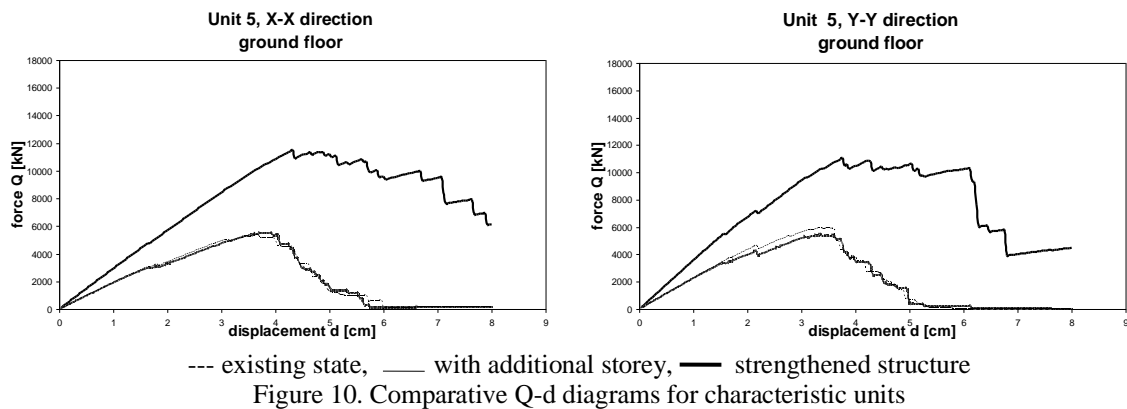 Unit 5, X-X direction
ground floor
force Q [kN]
18000
16000
14000
12000
10000
8000
6000
4000
2000
0
0 1 2 3 4 5 6 7 8 9
displacement d [cm]
Unit 5, Y-Y direction
ground floor
force Q [kN]
18000
16000
14000
12000
10000
8000
6000
4000
2000
0
0 1 2 3 4 5 6 7 8 9
displacement d [cm]
--- existing state, —— with additional storey, —— strengthened structure
Figure 10. Comparative Q-d diagrams for characteristic units